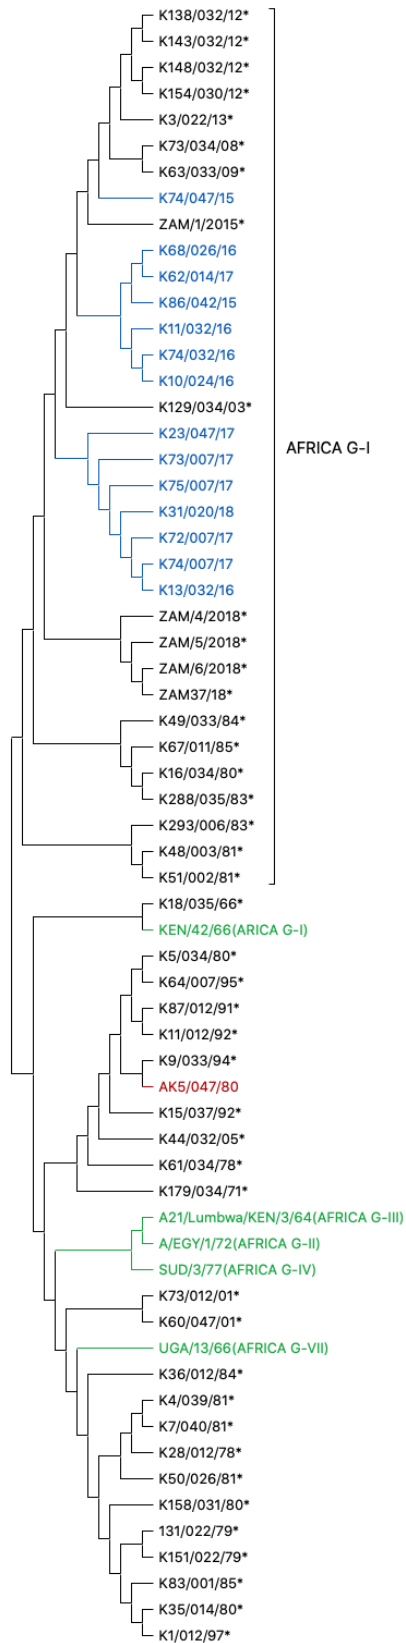 K138/032/12*
K143/032/12*
K148/032/12*
K154/030/12*
K3/022/13*
K73/034/08*
K63/033/09*
K74/047/15
ZAM/1/2015*
K68/026/16
K62/014/17
K86/042/15
K11/032/16
K74/032/16
K10/024/16
K129/034/03*
K23/047/17
AFRICA G-I
K73/007/17
K75/007/17
K31/020/18
K72/007/17
K74/007/17
K13/032/16
ZAM/4/2018*
ZAM/5/2018*
ZAM/6/2018*
ZAM37/18*
K49/033/84*
K67/011/85*
K16/034/80*
K288/035/83*
K293/006/83*
K48/003/81*
K51/002/81*
K18/035/66*
KEN/42/66(ARICA G-I)
K5/034/80*
K64/007/95*
K87/012/91*
K11/012/92*
K9/033/94*
AK5/047/80
K15/037/92*
K44/032/05*
K61/034/78*
K179/034/71*
A21/Lumbwa/KEN/3/64(AFRICA G-III)
A/EGY/1/72(AFRICA G-II)
SUD/3/77(AFRICA G-IV)
K73/012/01*
K60/047/01*
UGA/13/66(AFRICA G-VII)
K36/012/84*
K4/039/81*
K7/040/81*
K28/012/78*
K50/026/81*
K158/031/80*
131/022/79*
K151/022/79*
K83/001/85*
K35/014/80*
K1/012/97*